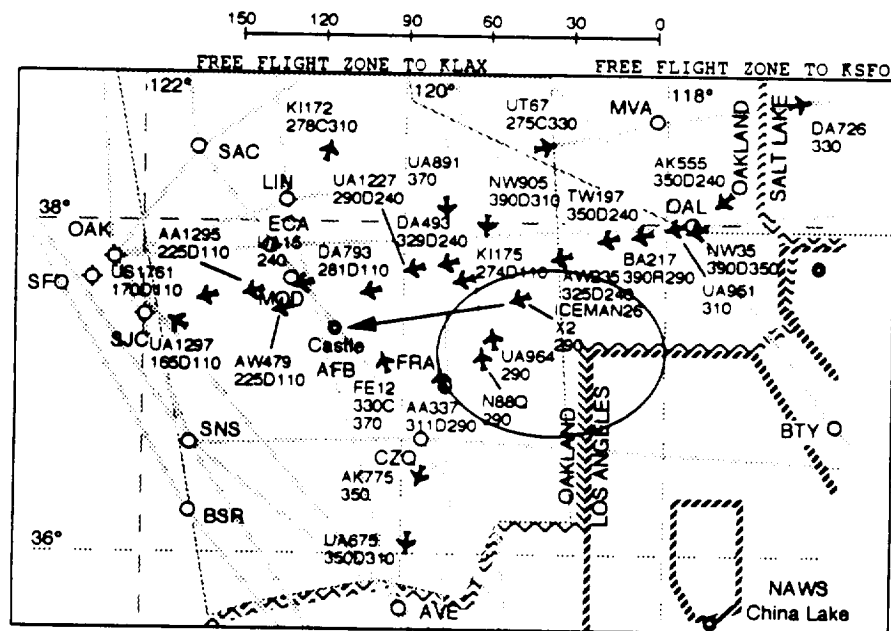 150 120 90 60 30 0
FREE FLIGHT ZONE TO KLAX
FREE FLIGHT ZONE TO KSFO
122°
120°
118°
KI172
278C310
UT67
275C330
MVA
OAKLAND
SALT LAKE
DA726
330
SAC
UA891
370
AK555
350D240
LIN
UA1227
290D240
NW905
390D310
TW197
350D240
38°
ECA
OAL
OAK
AA1295
225D110
240
DA493
329D240
DA793
281D110
KI175
274D110
BA217
390R290
NW35
390D350
SFO
US1761
170D110
MOD
AW235
325D240
UA951
310
ICEMAN26
X2
290
SJC
UA1297
165D110
AW479
225D110
Castle
AFB
FRA
UA964
290
FE12
330C
370
AA337
311D290
N88Q
290
SNS
BTY
CZQ
OAKLAND
LOS ANGELES
AK775
350
BSR
36°
UA675
350D310
AVE
NAWS
China Lake